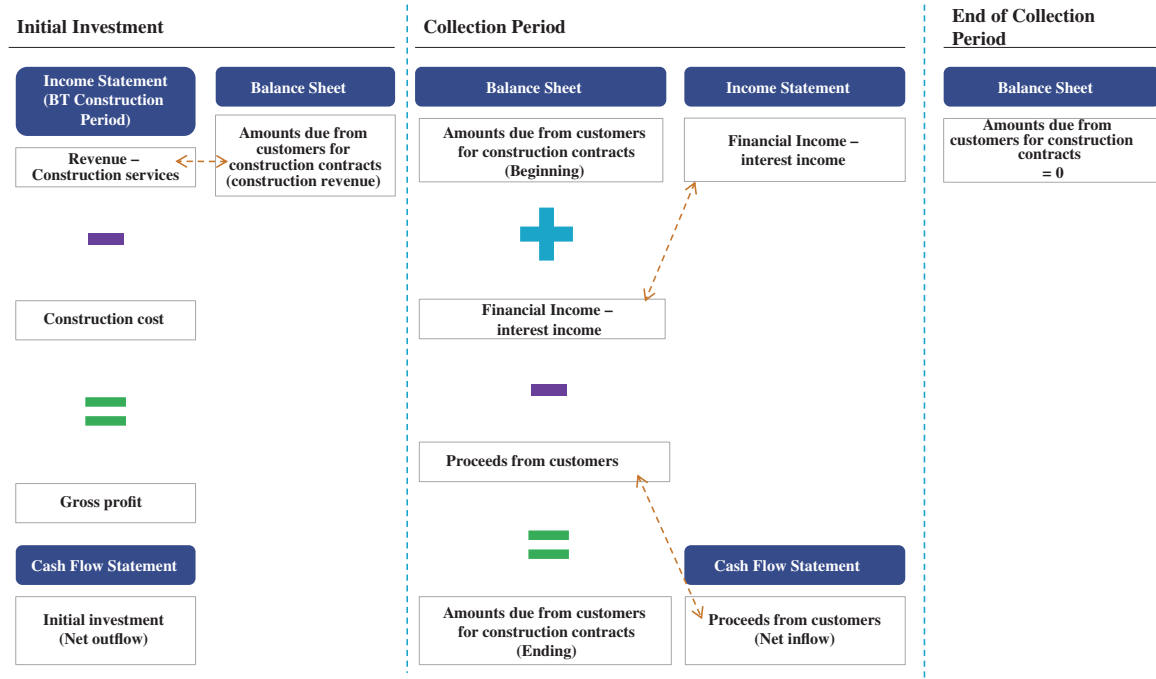 Initial Investment
Income Statement
(BT Construction
Period)
Revenue –
Construction services
Construction cost
Gross profit
Cash Flow Statement
Initial investment
(Net outflow)
Balance Sheet
Amounts due from
customers for
construction contracts
(construction revenue)
Collection Period
Balance Sheet
Amounts due from customers
for construction contracts
(Beginning)
Financial Income –
interest income
Proceeds from customers
Amounts due from customers
for construction contracts
(Ending)
Income Statement
Financial Income –
interest income
Cash Flow Statement
Proceeds from customers
(Net inflow)
End of Collection
Period
Balance Sheet
Amounts due from
customers for construction
contracts
= 0